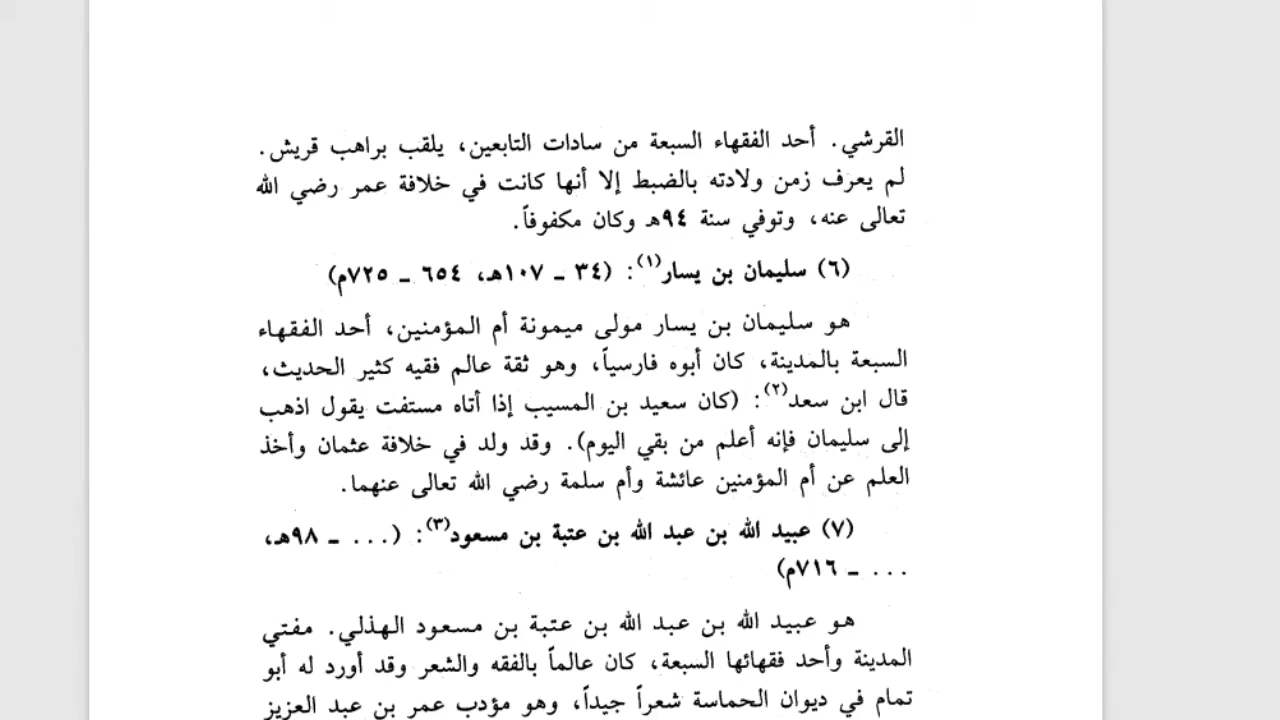 القرشي. أحد الفقهاء السبعة من سادات التابعين، يلقب براهب قريش.
لم يعرف زمن ولادته بالضبط إلا أنها كانت في خلافة عمر رضي الله
تعالى عنه، وتوفي سنة ٩٤هـ وكان مكفوفاً.
(٦) سليمان بن يسار(١): (٣٤ ـ ١٠٧هـ، ٦٥٤ ـ ٧٢٥م)
هو سليمان بن يسار مولى ميمونة أم المؤمنين، أحد الفقهاء
السبعة بالمدينة، كان أبوه فارسياً، وهو ثقة عالم فقيه كثير الحديث،
قال ابن سعد(٢): (كان سعيد بن المسيب إذا أتاه مستفت يقول اذهب
إلى سليمان فإنه أعلم من بقي اليوم). وقد ولد في خلافة عثمان وأخذ
العلم عن أم المؤمنين عائشة وأم سلمة رضي الله تعالى عنهما.
(٧) عبيد الله بن عبد الله بن عتبة بن مسعود(٣): (... ـ ٩٨هـ،
... ـ ٧١٦م)
هو عبيد الله بن عبد الله بن عتبة بن مسعود الهذلي. مفتي
المدينة وأحد فقهائها السبعة، كان عالماً بالفقه والشعر وقد أورد له أبو
تمام في ديوان الحماسة شعراً جيداً، وهو مؤدب عمر بن عبد العزيز